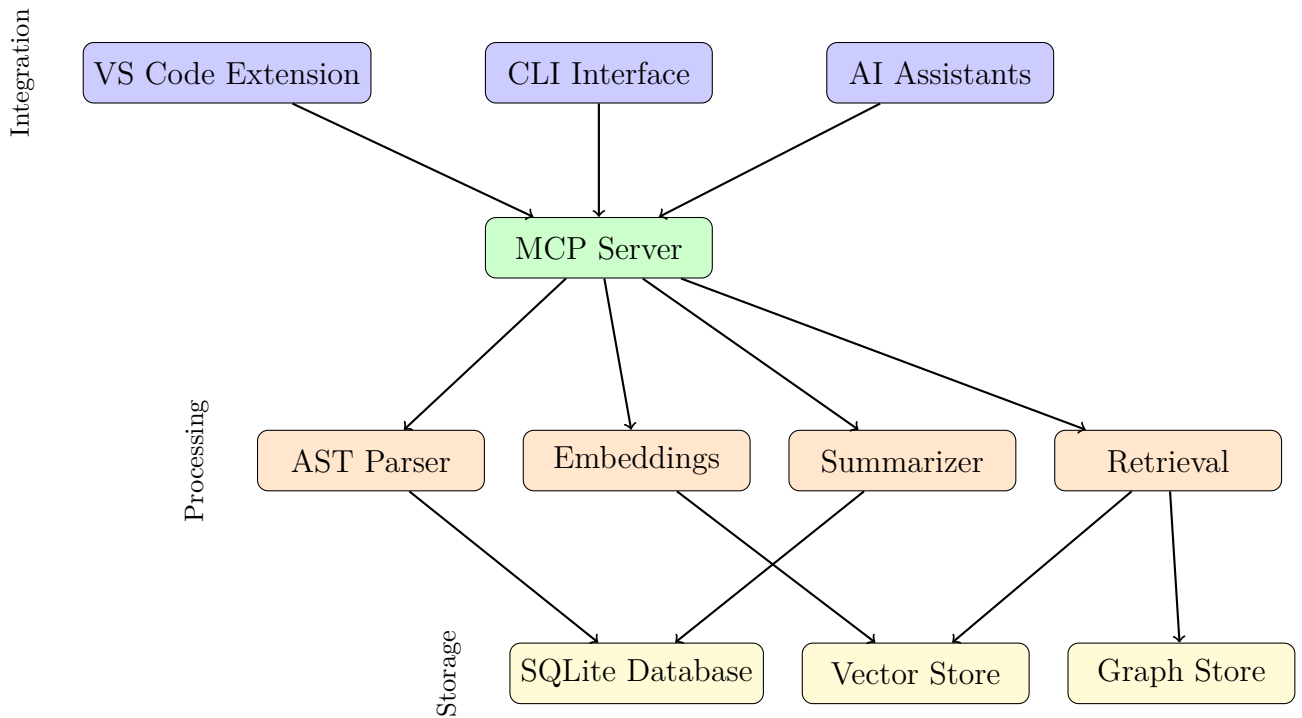 Integration
VS Code Extension
CLI Interface
AI Assistants
MCP Server
Processing
AST Parser
Embeddings
Summarizer
Retrieval
Storage
SQLite Database
Vector Store
Graph Store